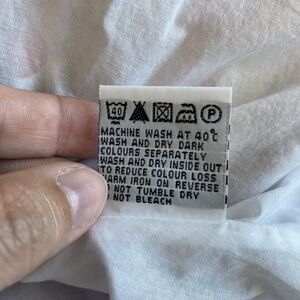 40 P
MACHINE WASH AT 40°C
WASH AND DRY DARK
COLOURS SEPARATELY
WASH AND DRY INSIDE OUT
TO REDUCE COLOUR LOSS
WARM IRON ON REVERSE
NOT TUMBLE DRY
NOT BLEACH